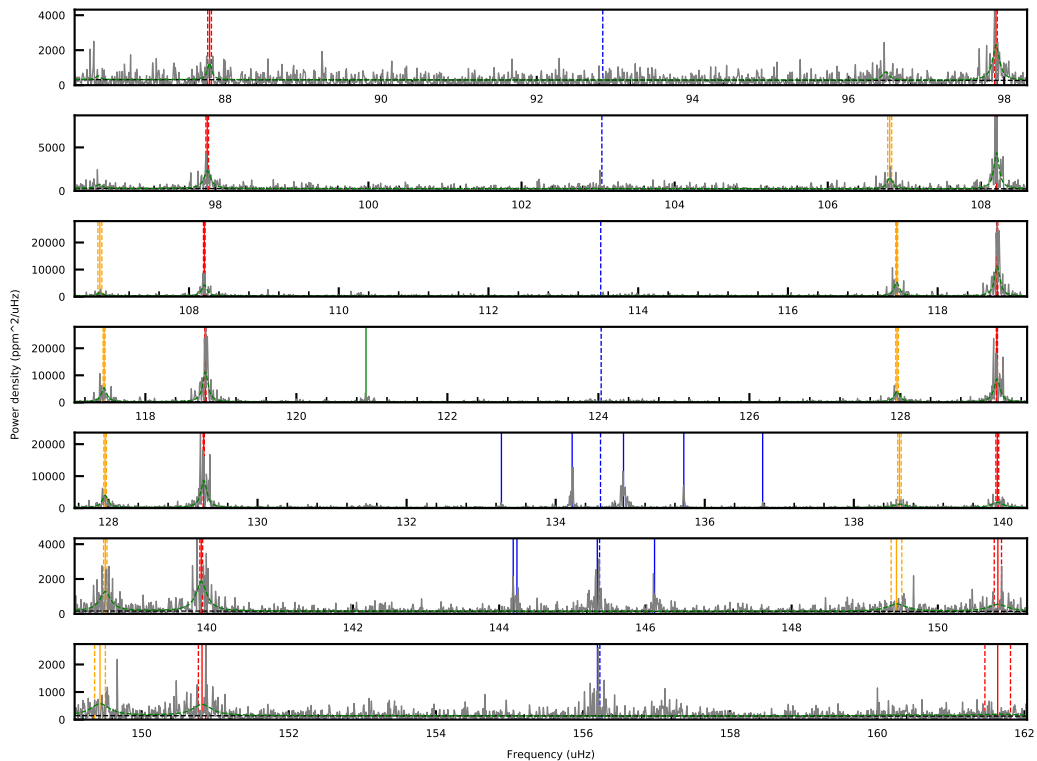 4000
2000
0
88 90 92 94 96 98
5000
0
98 100 102 104 106 108
20000
10000
0
108 110 112 114 116 118
Power density (ppm^2/uHz)
20000
10000
0
118 120 122 124 126 128
20000
10000
0
128 130 132 134 136 138 140
4000
2000
0
140 142 144 146 148 150
2000
1000
0
150 152 154 156 158 160 162
Frequency (uHz)